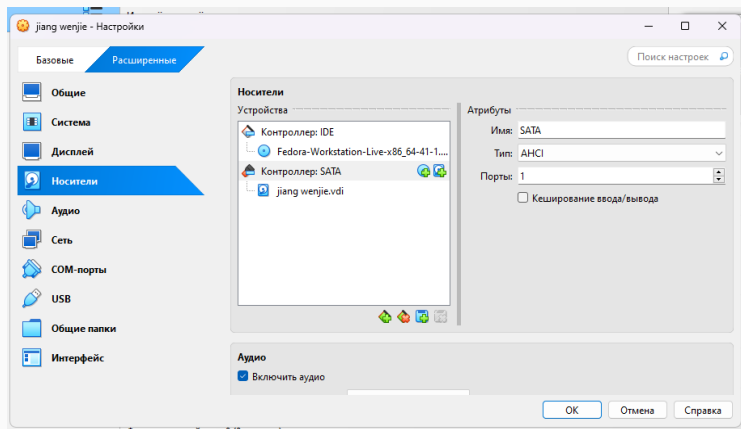 jiang wenjie - Настройки
Базовые
Расширенные
Поиск настроек
Общие
Система
Дисплей
Носители
Аудио
Сеть
COM-порты
USB
Общие папки
Интерфейс
Носители
Устройства
Контроллер: IDE
Fedora-Workstation-Live-x86_64-41-1....
Контроллер: SATA
jiang wenjie.vdi
Атрибуты
Имя: SATA
Тип: AHCI
Порты: 1
Кеширование ввода/вывода
Аудио
Включить аудио
OK
Отмена
Справка